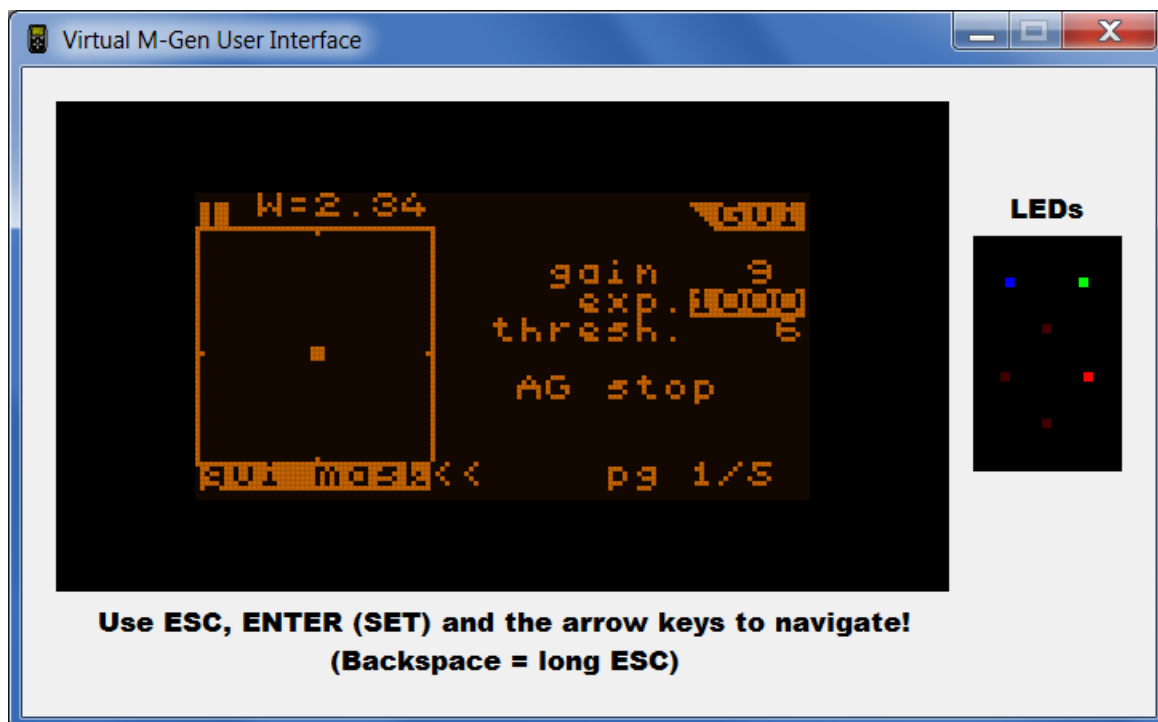 Virtual M-Gen User Interface
W=2.34
GUi
gain 9
exp.
thresh. 6
AG stop
gui mask<< pg 1/5
LEDs
Use ESC, ENTER (SET) and the arrow keys to navigate!
(Backspace = long ESC)